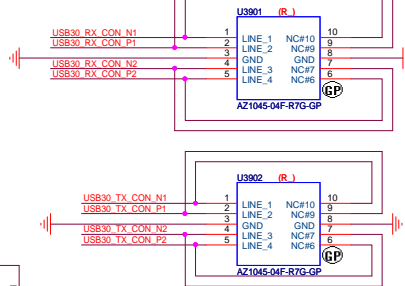 U3901 (R_)
USB30_RX_CON_N1 1 LINE_1 NC#10 10
USB30_RX_CON_P1 2 LINE_2 NC#9 9
3 GND GND 8
USB30_RX_CON_N2 4 LINE_3 NC#7 7
USB30_RX_CON_P2 5 LINE_4 NC#6 6
GP
AZ1045-04F-R7G-GP
U3902 (R_)
USB30_TX_CON_N1 1 LINE_1 NC#10 10
USB30_TX_CON_P1 2 LINE_2 NC#9 9
3 GND GND 8
USB30_TX_CON_N2 4 LINE_3 NC#7 7
USB30_TX_CON_P2 5 LINE_4 NC#6 6
GP
AZ1045-04F-R7G-GP